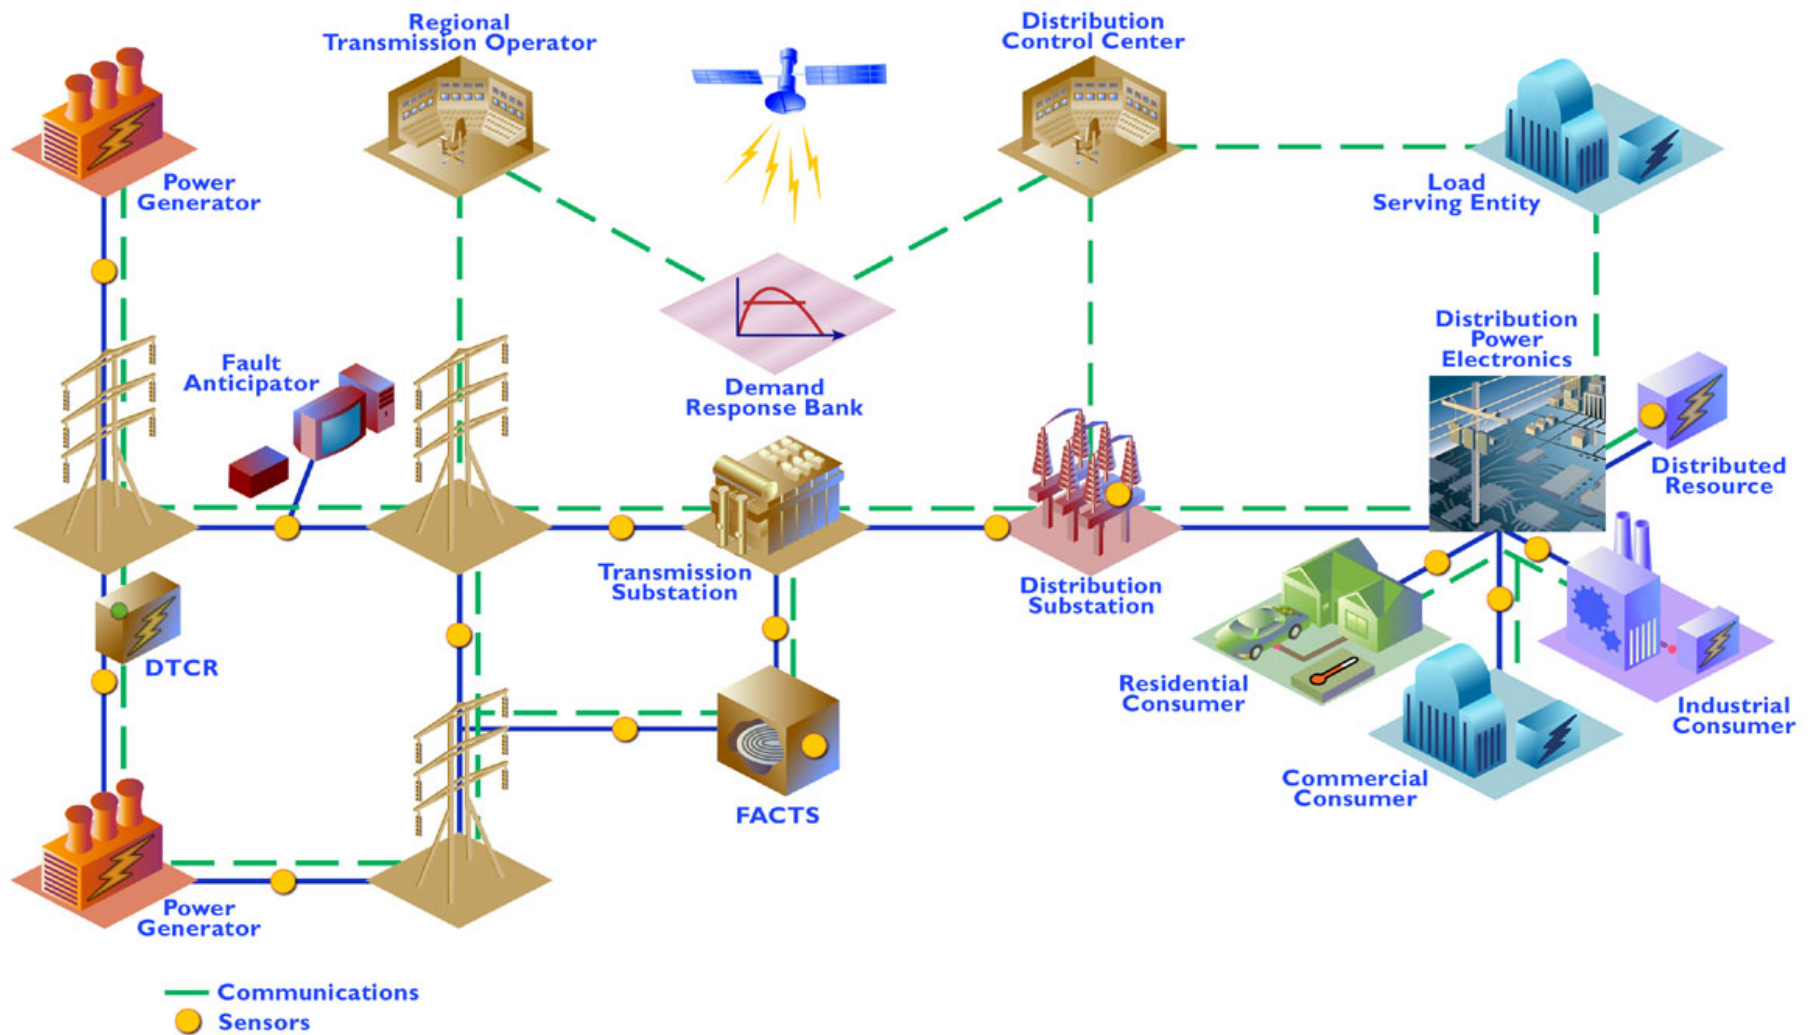 Regional
Transmission Operator
Distribution
Control Center
Power
Generator
Load
Serving Entity
Fault
Anticipator
Demand
Response Bank
Distribution
Power
Electronics
Distributed
Resource
Transmission
Substation
Distribution
Substation
DTCR
Residential
Consumer
Industrial
Consumer
Commercial
Consumer
FACTS
Power
Generator
Communications
Sensors